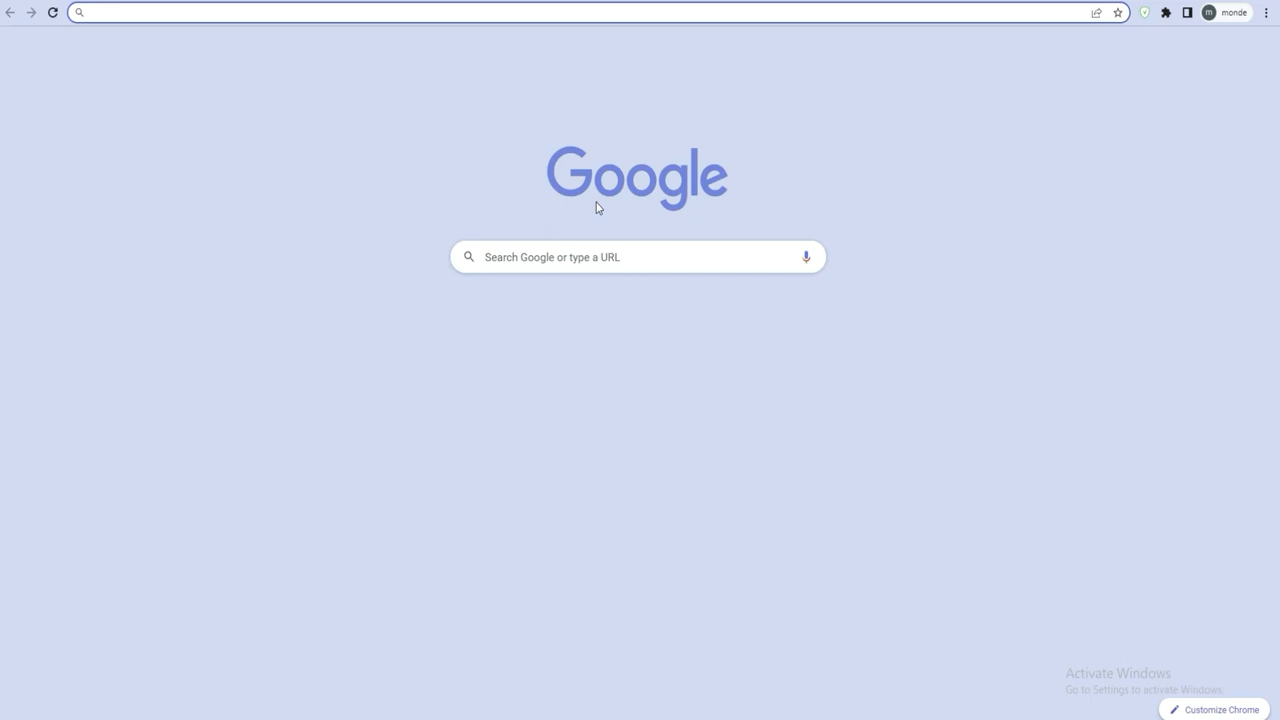 m monde
Google
Search Google or type a URL
Activate Windows
Go to Settings to activate Windows.
Customize Chrome